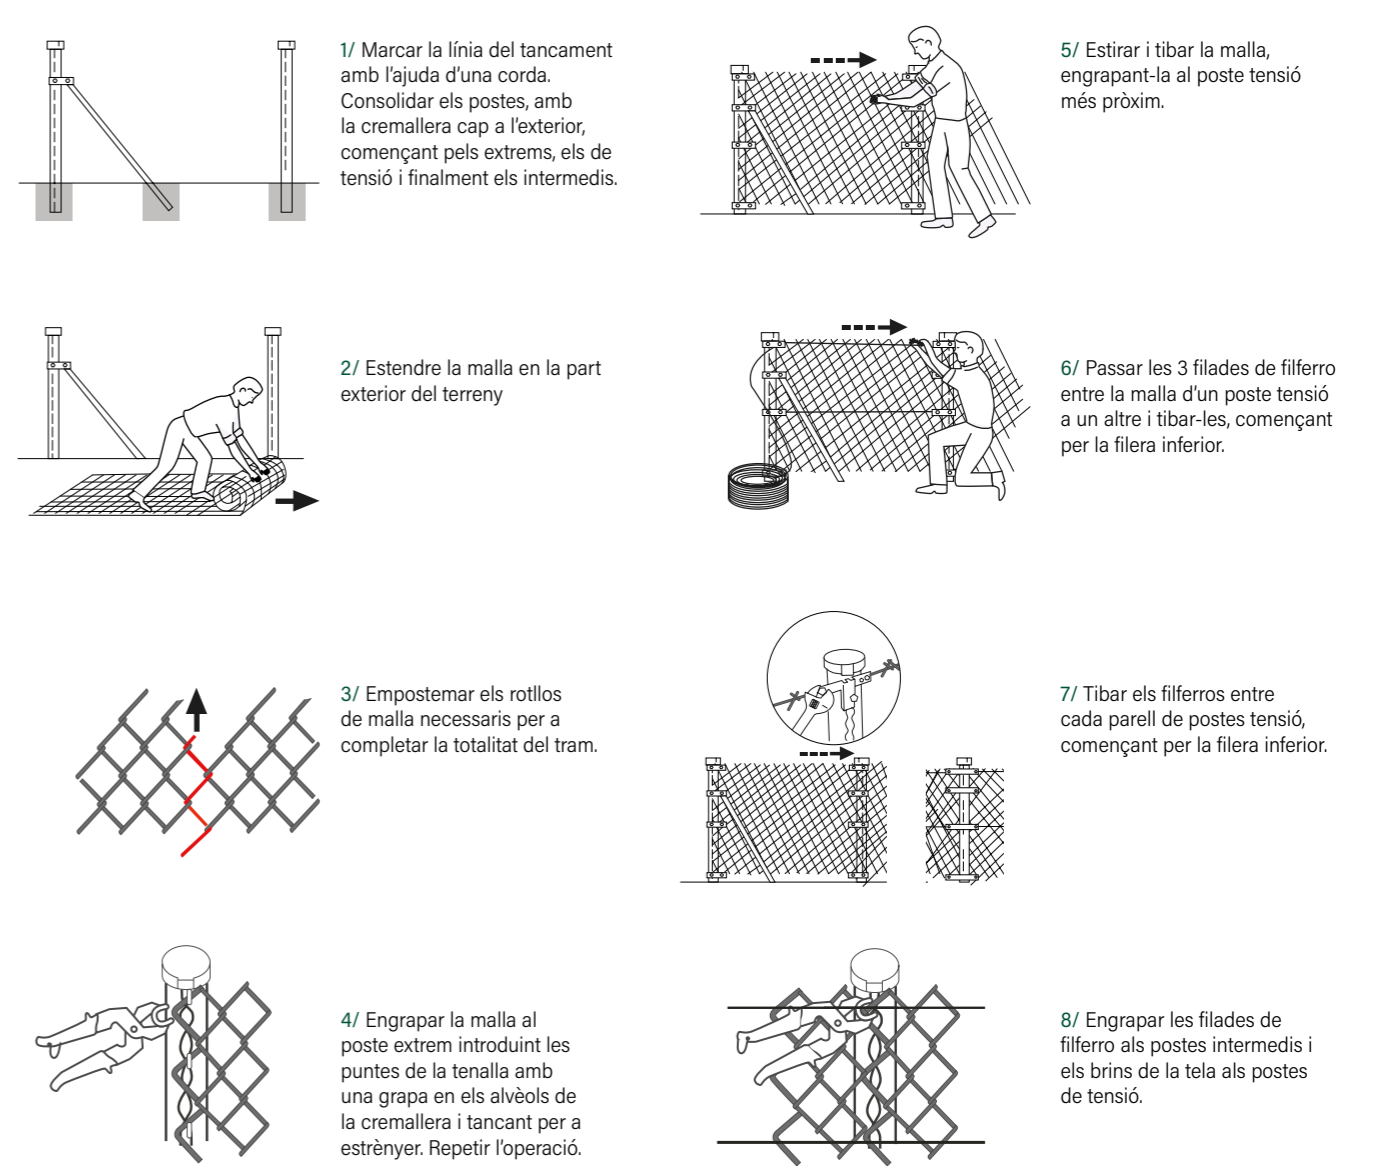 1/ Marcar la línia del tancament
amb l'ajuda d'una corda.
Consolidar els postes, amb
la cremallera cap a l'exterior,
començant pels extrems, els de
tensió i finalment els intermedis.
2/ Estendre la malla en la part
exterior del terreny
3/ Empostemar els rotllos
de malla necessaris per a
completar la totalitat del tram.
4/ Engrapar la malla al
poste extrem introduint les
puntes de la tenalla amb
una grapa en els alvèols de
la cremallera i tancant per a
estrènyer. Repetir l'operació.
5/ Estirar i tibar la malla,
engrapant-la al poste tensió
més pròxim.
6/ Passar les 3 filades de filferro
entre la malla d'un poste tensió
a un altre i tibar-les, començant
per la filera inferior.
7/ Tibar els filferros entre
cada parell de postes tensió,
començant per la filera inferior.
8/ Engrapar les filades de
filferro als postes intermedis i
els brins de la tela als postes
de tensió.